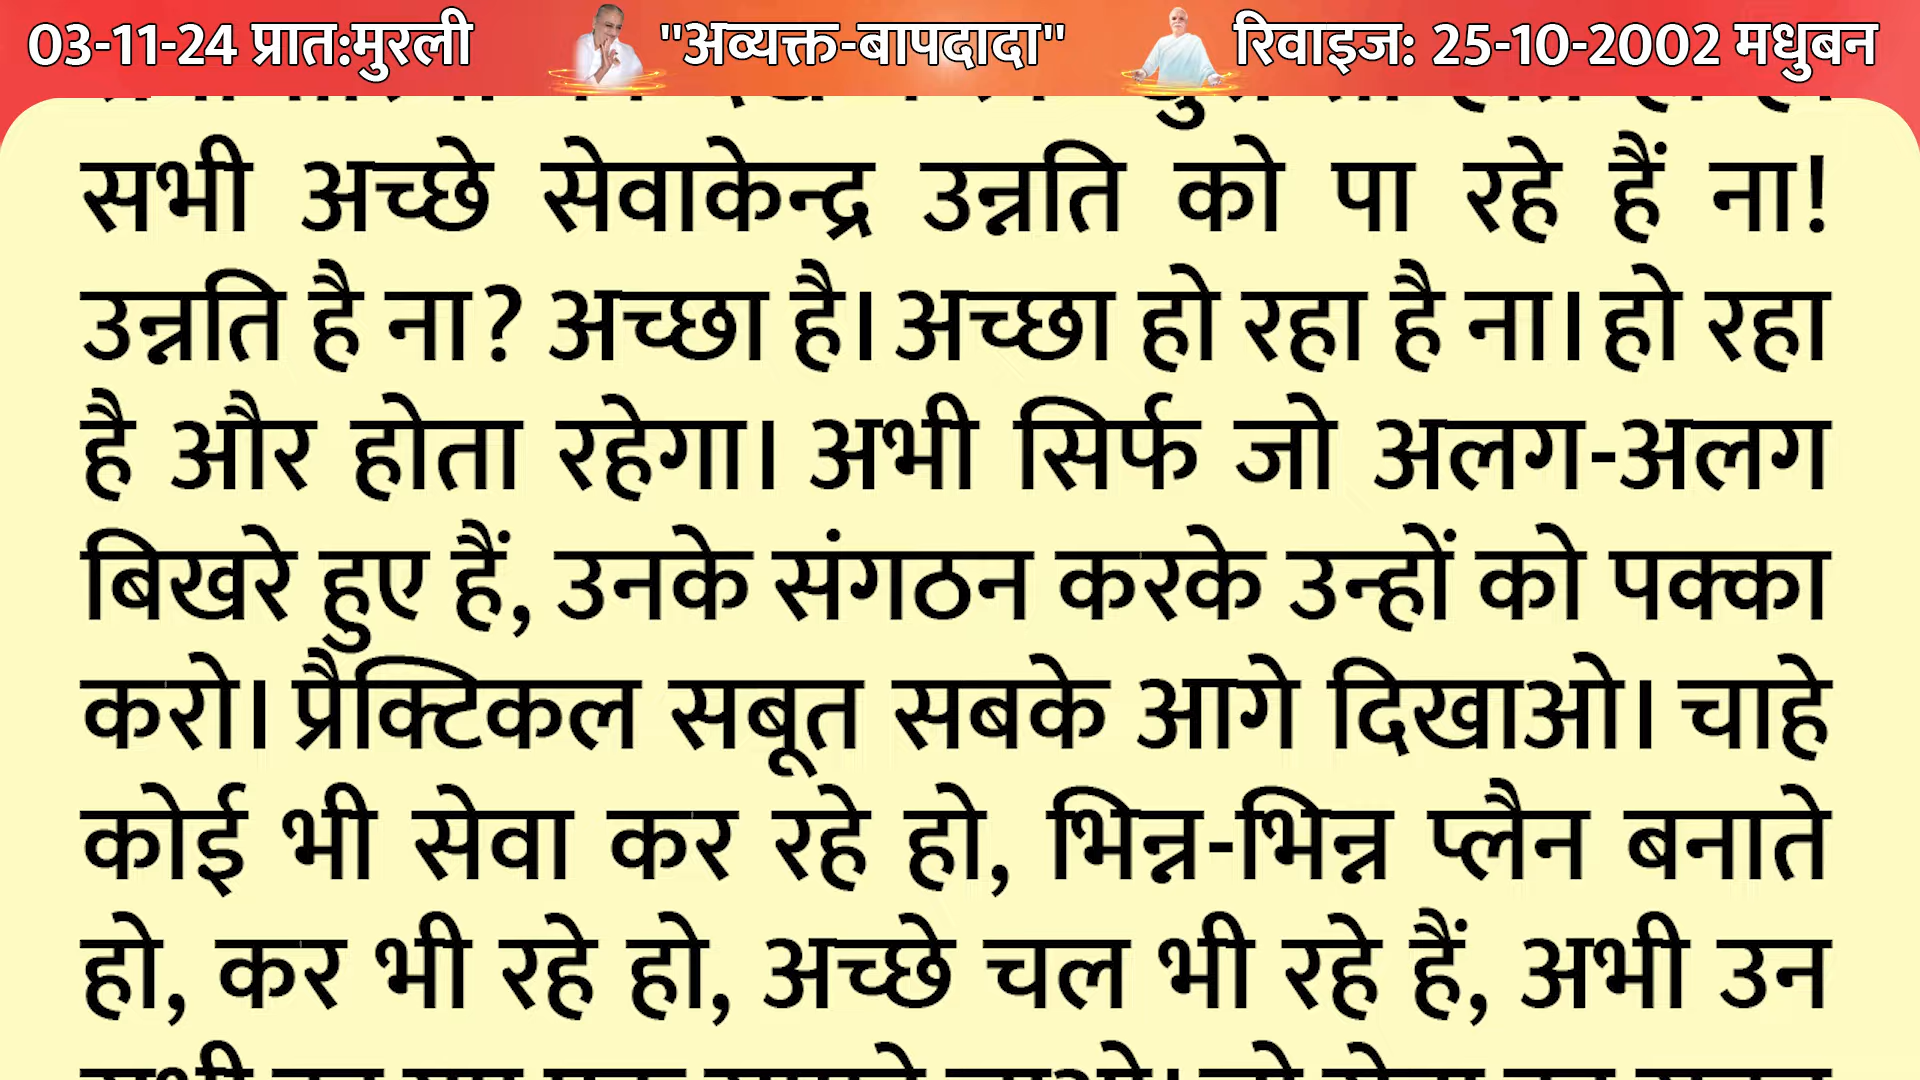 03-11-24 प्रात:मुरली "अव्यक्त-बापदादा" रिवाइज: 25-10-2002 मधुबन
सभी अच्छे सेवाकेन्द्र उन्नति को पा रहे हैं ना!
उन्नति है ना? अच्छा है। अच्छा हो रहा है ना। हो रहा
है और होता रहेगा। अभी सिर्फ जो अलग-अलग
बिखरे हुए हैं, उनके संगठन करके उन्हों को पक्का
करो। प्रैक्टिकल सबूत सबके आगे दिखाओ। चाहे
कोई भी सेवा कर रहे हो, भिन्न-भिन्न प्लैन बनाते
हो, कर भी रहे हो, अच्छे चल भी रहे हैं, अभी उन